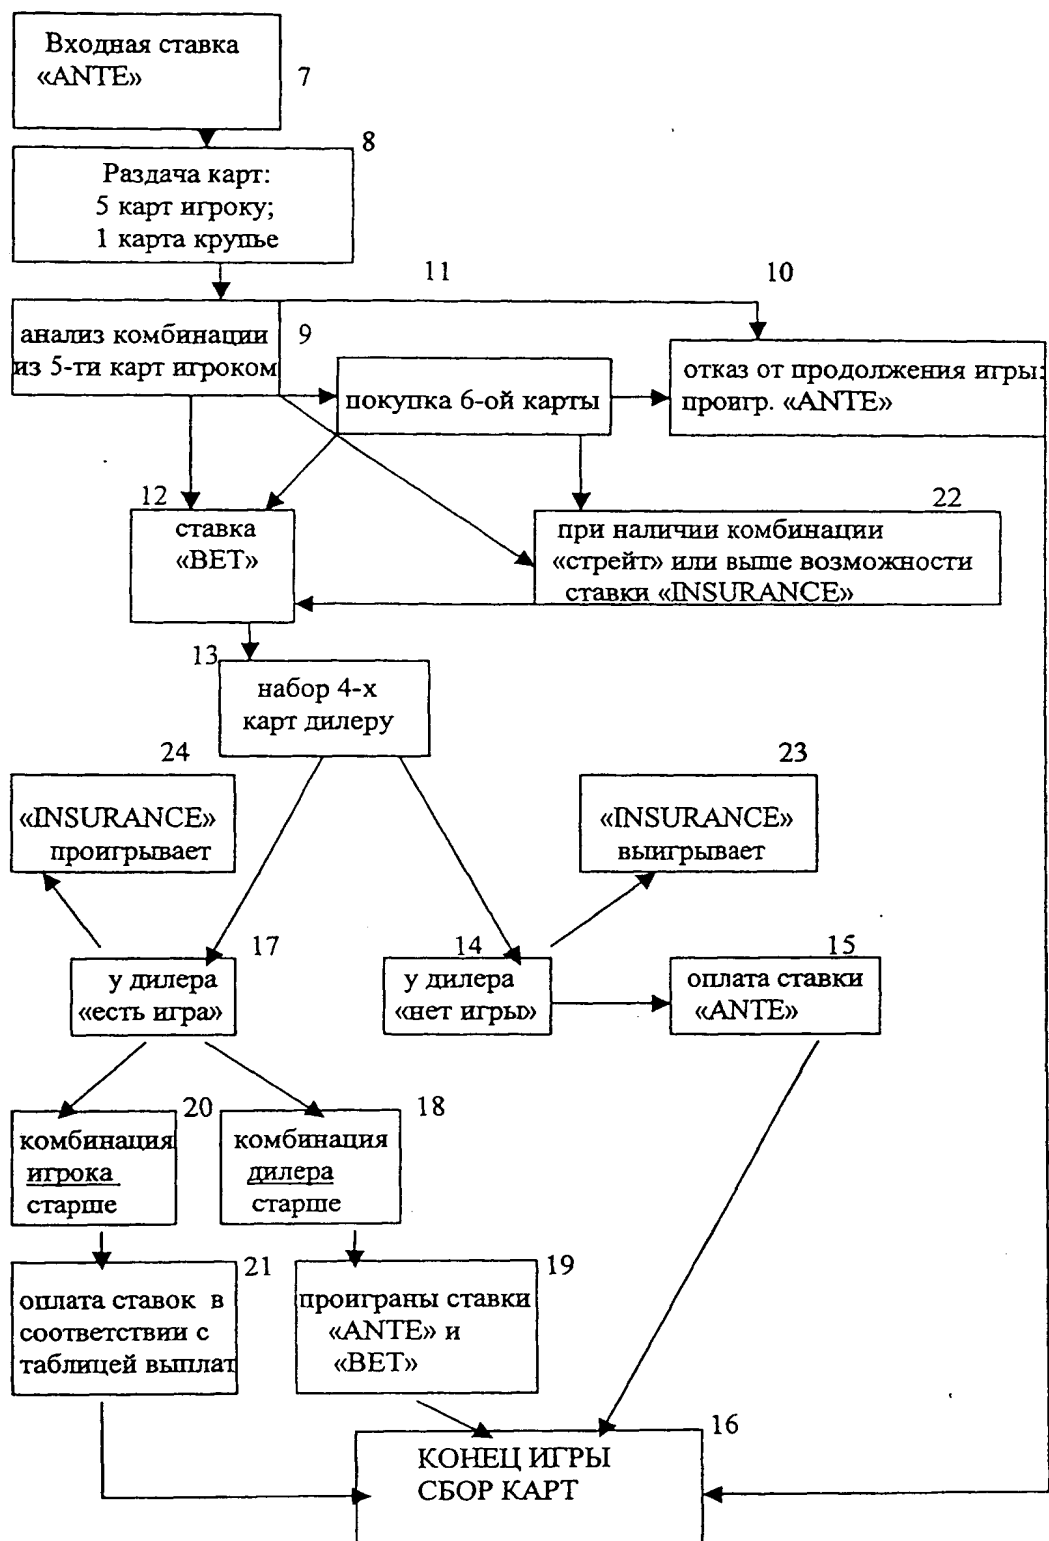 Входная ставка
«ANTE»
7
8
Раздача карт:
5 карт игроку;
1 карта крупье
11
10
анализ комбинации
из 5-ти карт игроком
9
покупка 6-ой карты
отказ от продолжения игры:
проигр. «ANTE»
12
ставка
«BET»
22
при наличии комбинации
«стрейт» или выше возможности
ставки «INSURANCE»
13
набор 4-х
карт дилеру
24
«INSURANCE»
проигрывает
23
«INSURANCE»
выигрывает
17
у дилера
«есть игра»
14
у дилера
«нет игры»
15
оплата ставки
«ANTE»
20
комбинация
игрока
старше
18
комбинация
дилера
старше
21
оплата ставок в
соответствии с
таблицей выплат
19
проиграны ставки
«ANTE» и
«BET»
16
КОНЕЦ ИГРЫ
СБОР КАРТ